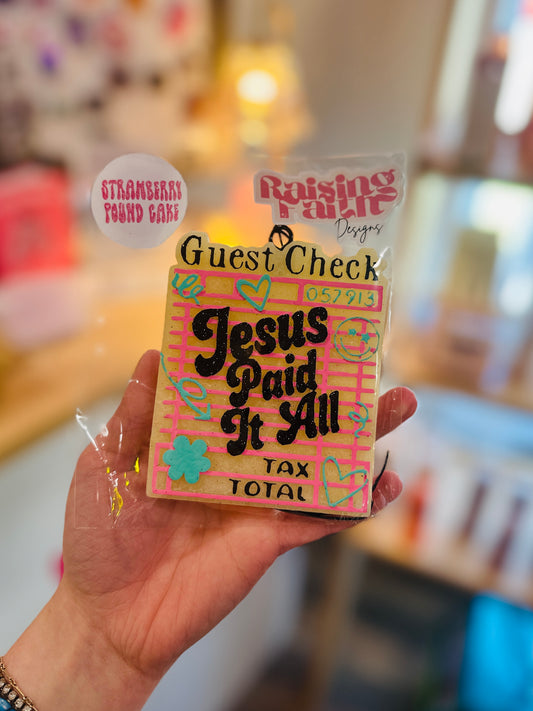 STRAWBERRY
POUND CAKE
Raising
Faith
Designs
Guest Check
057913
Jesus
Paid
It All
TAX
TOTAL